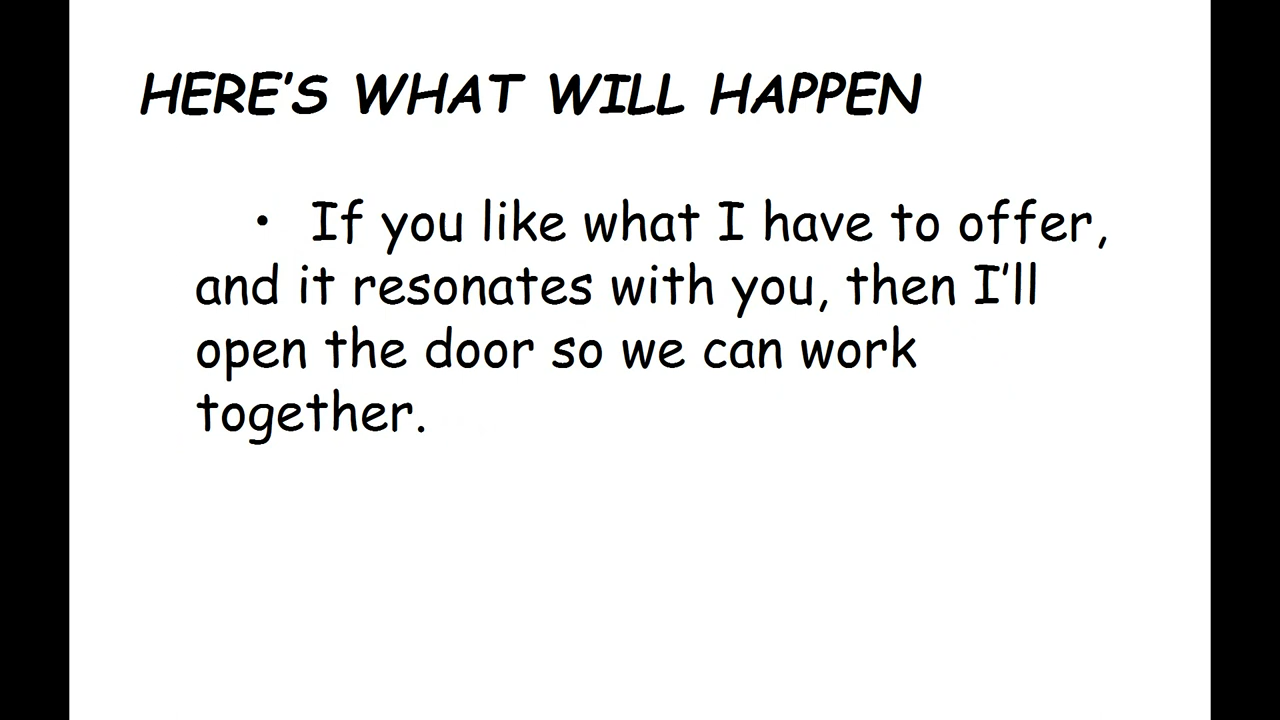 HERE’S WHAT WILL HAPPEN
• If you like what I have to offer,
and it resonates with you, then I’ll
open the door so we can work
together.